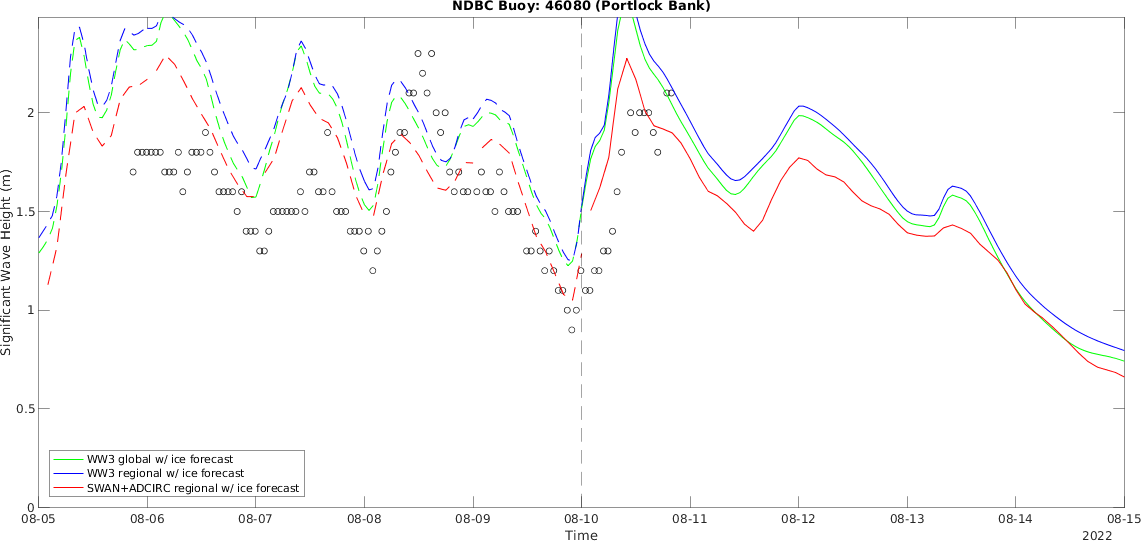 NDBC Buoy: 46080 (Portlock Bank)
Significant Wave Height (m)
2
1.5
1
0.5
0
WW3 global w/ ice forecast
WW3 regional w/ ice forecast
SWAN+ADCIRC regional w/ ice forecast
08-05 08-06 08-07 08-08 08-09 08-10 08-11 08-12 08-13 08-14 08-15
Time
2022